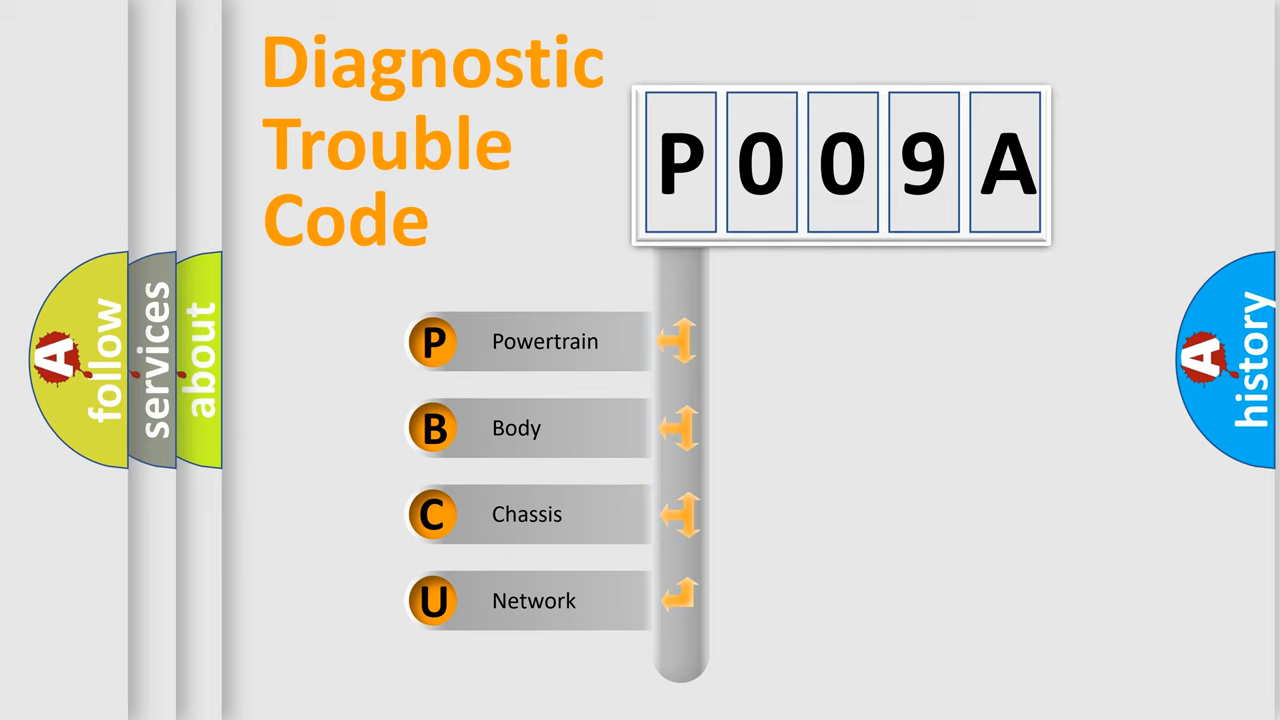 Diagnostic
Trouble
Code
P009A
P Powertrain
B Body
C Chassis
U Network
A follow
services
about
A history